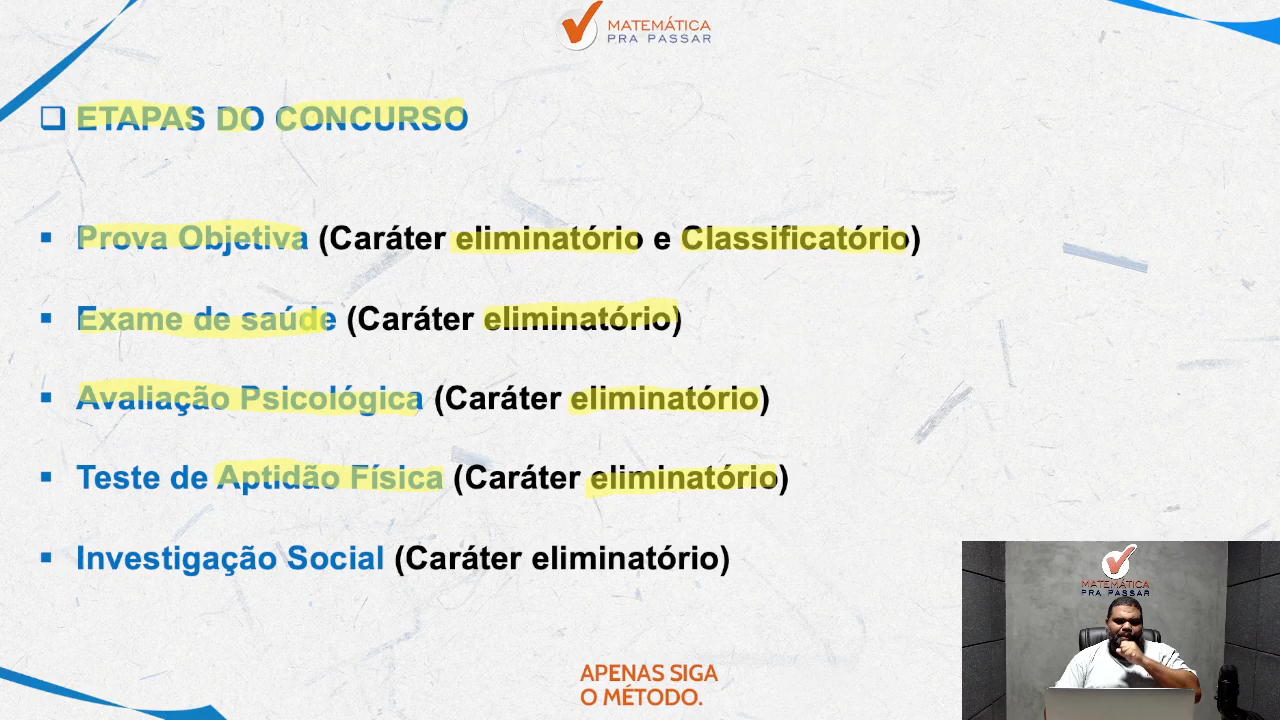 MATEMÁTICA
PRA PASSAR
ETAPAS DO CONCURSO
Prova Objetiva (Caráter eliminatório e Classificatório)
Exame de saúde (Caráter eliminatório)
Avaliação Psicológica (Caráter eliminatório)
Teste de Aptidão Física (Caráter eliminatório)
Investigação Social (Caráter eliminatório)
MATEMÁTICA
PRA PASSAR
APENAS SIGA
O MÉTODO.